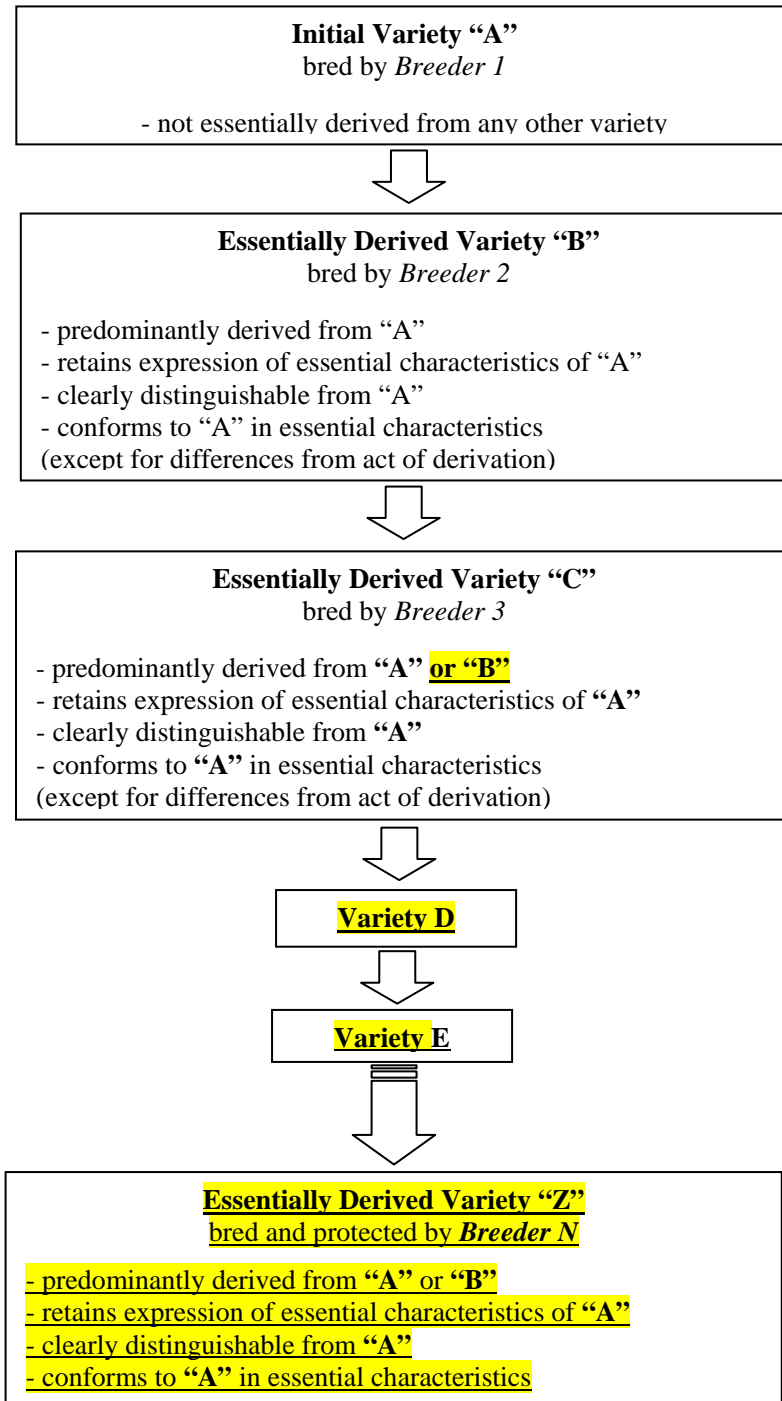 Initial Variety “A”
bred by Breeder 1
- not essentially derived from any other variety
Essentially Derived Variety “B”
bred by Breeder 2
- predominantly derived from “A”
- retains expression of essential characteristics of “A”
- clearly distinguishable from “A”
- conforms to “A” in essential characteristics
(except for differences from act of derivation)
Essentially Derived Variety “C”
bred by Breeder 3
- predominantly derived from “A” or “B”
- retains expression of essential characteristics of “A”
- clearly distinguishable from “A”
- conforms to “A” in essential characteristics
(except for differences from act of derivation)
Variety D
Variety E
Essentially Derived Variety “Z”
bred and protected by Breeder N
- predominantly derived from “A” or “B”
- retains expression of essential characteristics of “A”
- clearly distinguishable from “A”
- conforms to “A” in essential characteristics